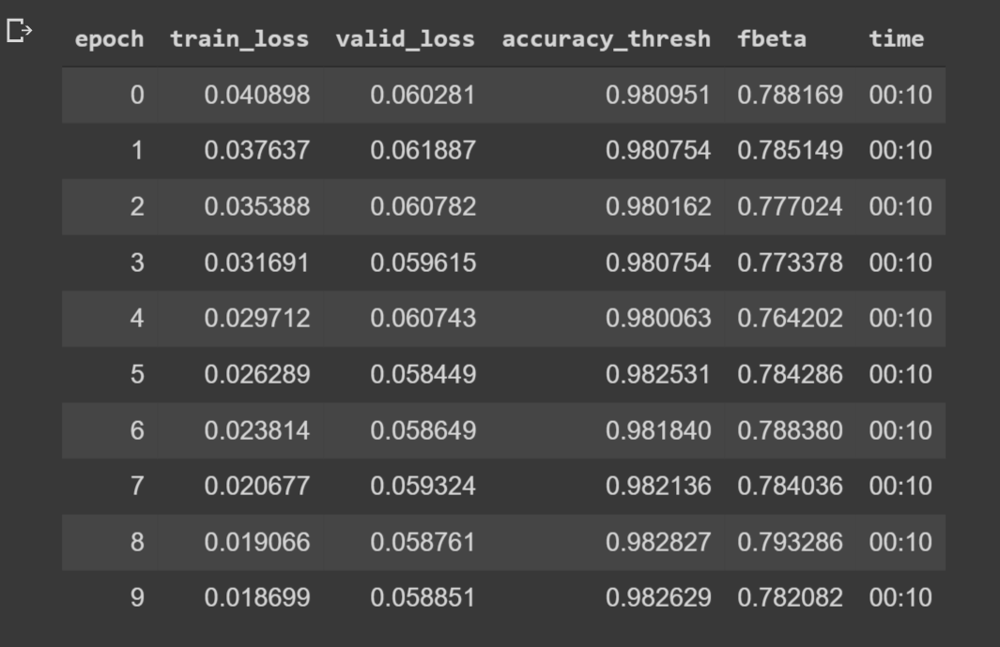 epoch train_loss valid_loss accuracy_thresh fbeta time
0 0.040898 0.060281 0.980951 0.788169 00:10
1 0.037637 0.061887 0.980754 0.785149 00:10
2 0.035388 0.060782 0.980162 0.777024 00:10
3 0.031691 0.059615 0.980754 0.773378 00:10
4 0.029712 0.060743 0.980063 0.764202 00:10
5 0.026289 0.058449 0.982531 0.784286 00:10
6 0.023814 0.058649 0.981840 0.788380 00:10
7 0.020677 0.059324 0.982136 0.784036 00:10
8 0.019066 0.058761 0.982827 0.793286 00:10
9 0.018699 0.058851 0.982629 0.782082 00:10